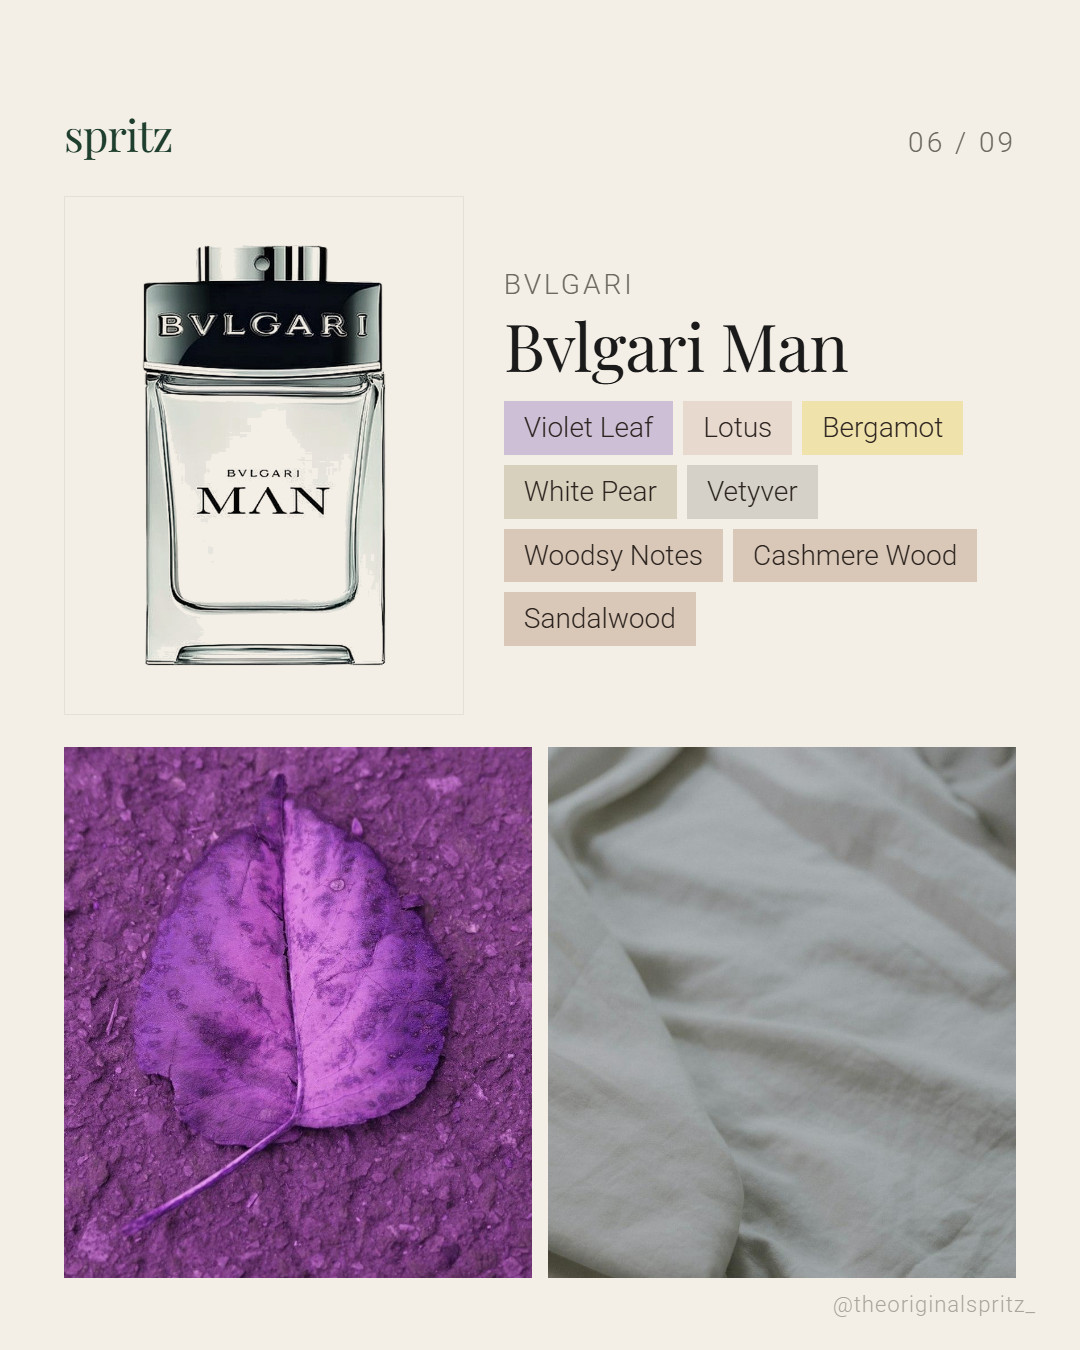 spritz
06 / 09
BVLGARI
BVLGARI
MAN
BVLGARI
Bvlgari Man
Violet Leaf Lotus Bergamot
White Pear Vetyver
Woodsy Notes Cashmere Wood
Sandalwood
@theoriginalspritz_